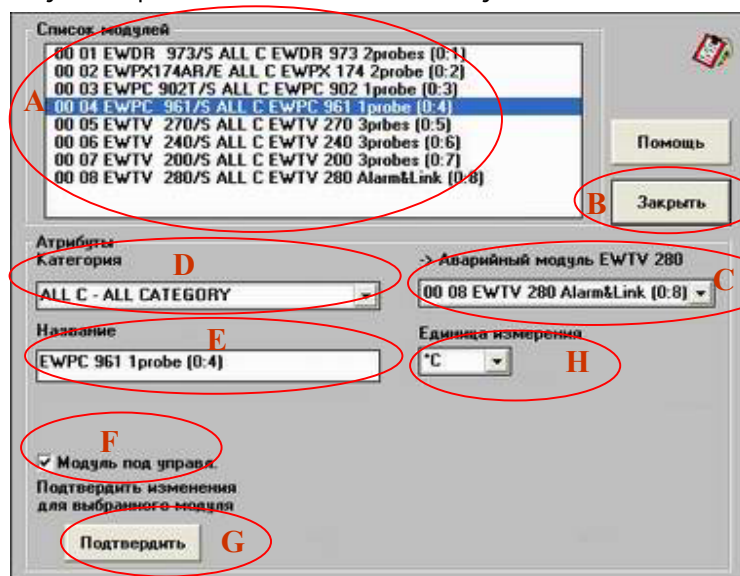 Список модулей
00 01 EWDR 973/S ALL C EWDR 973 2probes (0:1)
00 02 EWPX174AR/E ALL C EWPX 174 2probe (0:2)
00 03 EWPC 902T/S ALL C EWPC 902 1probe (0:3)
A
00 04 EWPC 961/S ALL C EWPC 961 1probe (0:4)
00 05 EWTV 270/S ALL C EWTV 270 3prbes (0:5)
00 06 EWTV 240/S ALL C EWTV 240 3probes (0:6)
00 07 EWTV 200/S ALL C EWTV 200 3probes (0:7)
00 08 EWTV 280/S ALL C EWTV 280 Alarm&Link (0:8)
Помощь
B
Закрыть
Атрибуты
Категория
D
-> Аварийный модуль EWTV 280
C
ALL C - ALL CATEGORY
00 08 EWTV 280 Alarm&Link (0:8)
Название
E
Единица измерения
EWPC 961 1probe (0:4)
°C
H
F
Модуль под управл.
Подтвердить изменения
для выбранного модуля
Подтвердить
G